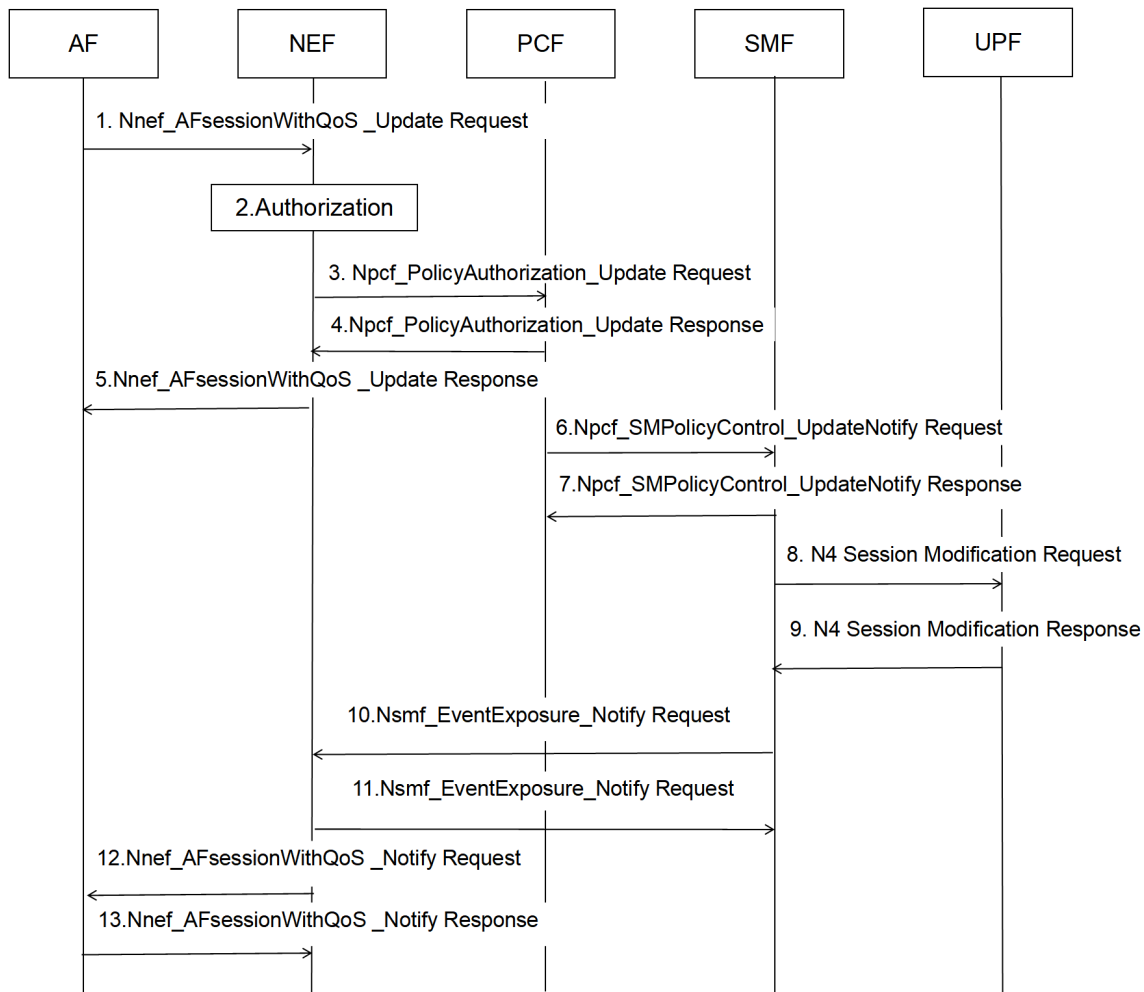 AF
NEF
PCF
SMF
UPF
1. Nnef_AFsessionWithQoS _Update Request
2.Authorization
3. Npcf_PolicyAuthorization_Update Request
4.Npcf_PolicyAuthorization_Update Response
5.Nnef_AFsessionWithQoS _Update Response
6.Npcf_SMPolicyControl_UpdateNotify Request
7.Npcf_SMPolicyControl_UpdateNotify Response
8. N4 Session Modification Request
9. N4 Session Modification Response
10.Nsmf_EventExposure_Notify Request
11.Nsmf_EventExposure_Notify Request
12.Nnef_AFsessionWithQoS _Notify Request
13.Nnef_AFsessionWithQoS _Notify Response